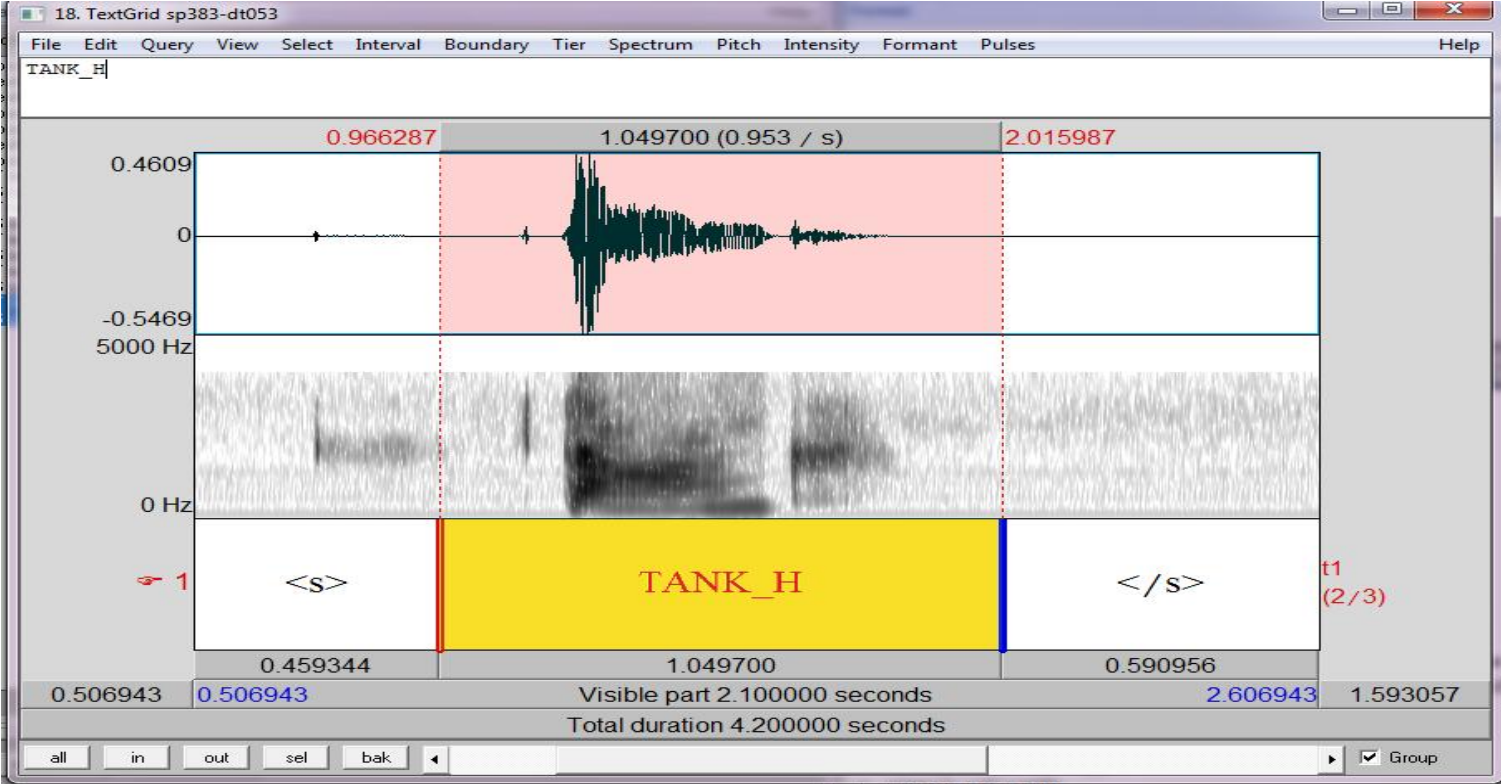 18. TextGrid sp383-dt053
File Edit Query View Select Interval Boundary Tier Spectrum Pitch Intensity Formant Pulses Help
TANK_H
0.966287 1.049700 (0.953 / s) 2.015987
0.4609
0
-0.5469
5000 Hz
0 Hz
☞ 1 <s> TANK_H </s> t1
(2/3)
0.459344 1.049700 0.590956
0.506943 0.506943 Visible part 2.100000 seconds 2.606943 1.593057
Total duration 4.200000 seconds
all in out sel bak Group